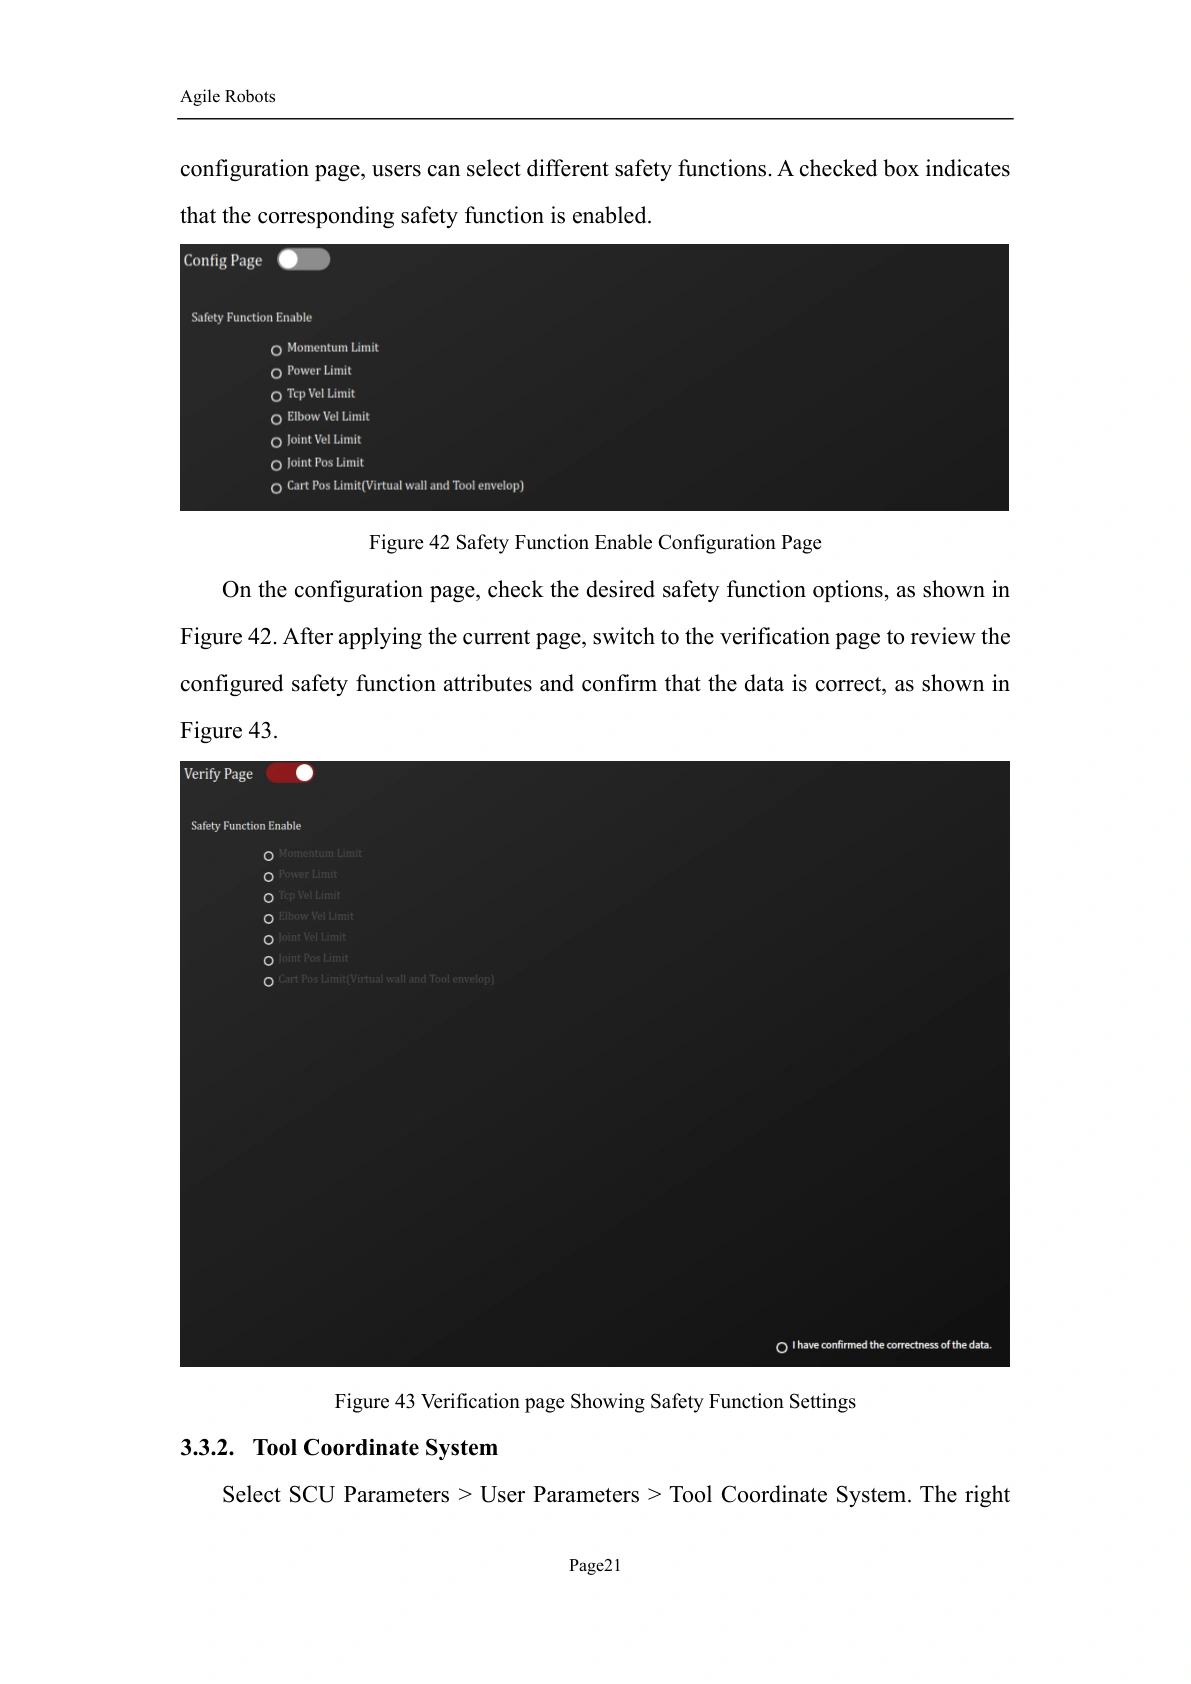 Agile Robots
configuration page, users can select different safety functions. A checked box indicates
that the corresponding safety function is enabled.
Config Page
Safety Function Enable
Momentum Limit
Power Limit
Tcp Vel Limit
Elbow Vel Limit
Joint Vel Limit
Joint Pos Limit
Cart Pos Limit(Virtual wall and Tool envelop)
Figure 42 Safety Function Enable Configuration Page
On the configuration page, check the desired safety function options, as shown in
Figure 42. After applying the current page, switch to the verification page to review the
configured safety function attributes and confirm that the data is correct, as shown in
Figure 43.
Verify Page
Safety Function Enable
Momentum Limit
Power Limit
Tcp Vel Limit
Elbow Vel Limit
Joint Vel Limit
Joint Pos Limit
Cart Pos Limit(Virtual wall and Tool envelop)
I have confirmed the correctness of the data.
Figure 43 Verification page Showing Safety Function Settings
3.3.2. Tool Coordinate System
Select SCU Parameters > User Parameters > Tool Coordinate System. The right
Page21